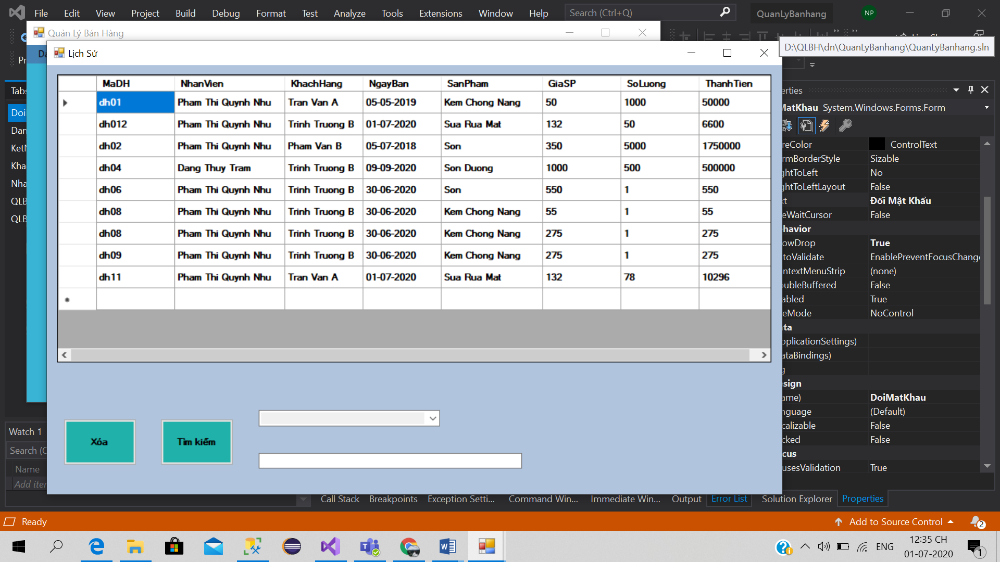 File Edit View Project Build Debug Format Test Analyze Tools Extensions Window Help Search (Ctrl+Q) QuanLyBanhang NP
Quản Lý Bán Hàng
Lịch Sử
D:\QLBH\dn\QuanLyBanhang\QuanLyBanhang.sln
MaDH NhanVien KhachHang NgayBan SanPham GiaSP SoLuong ThanhTien
dh01 Pham Thi Quynh Nhu Tran Van A 05-05-2019 Kem Chong Nang 50 1000 50000
dh012 Pham Thi Quynh Nhu Trinh Truong B 01-07-2020 Sua Rua Mat 132 50 6600
dh02 Pham Thi Quynh Nhu Pham Van B 05-07-2018 Son 350 5000 1750000
dh04 Dang Thuy Tram Trinh Truong B 09-09-2020 Son Duong 1000 500 500000
dh06 Pham Thi Quynh Nhu Trinh Truong B 30-06-2020 Son 550 1 550
dh08 Pham Thi Quynh Nhu Trinh Truong B 30-06-2020 Kem Chong Nang 55 1 55
dh08 Pham Thi Quynh Nhu Trinh Truong B 30-06-2020 Kem Chong Nang 275 1 275
dh09 Pham Thi Quynh Nhu Trinh Truong B 30-06-2020 Kem Chong Nang 275 1 275
dh11 Pham Thi Quynh Nhu Tran Van A 01-07-2020 Sua Rua Mat 132 78 10296
Xóa
Tìm kiếm
Pr
Tabs
Doi
Dan
KetN
Kha
Nha
QLB
QLB
Watch 1
Search (C
Name
Add iter
erties
MatKhau System.Windows.Forms.Form
reColor ControlText
rmBorderStyle Sizable
ghtToLeft No
ghtToLeftLayout False
xt Đổi Mật Khẩu
eWaitCursor False
havior
owDrop True
toValidate EnablePreventFocusChange
ntextMenuStrip (none)
oubleBuffered False
abled True
eMode NoControl
ata
pplicationSettings)
ataBindings)
g
esign
ame) DoiMatKhau
nguage (Default)
calizable False
cked False
cus
usesValidation True
Call Stack Breakpoints Exception Setti... Command Win... Immediate Win... Output Error List Solution Explorer Properties
Ready Add to Source Control 2
ENG 12:35 CH
01-07-2020 1